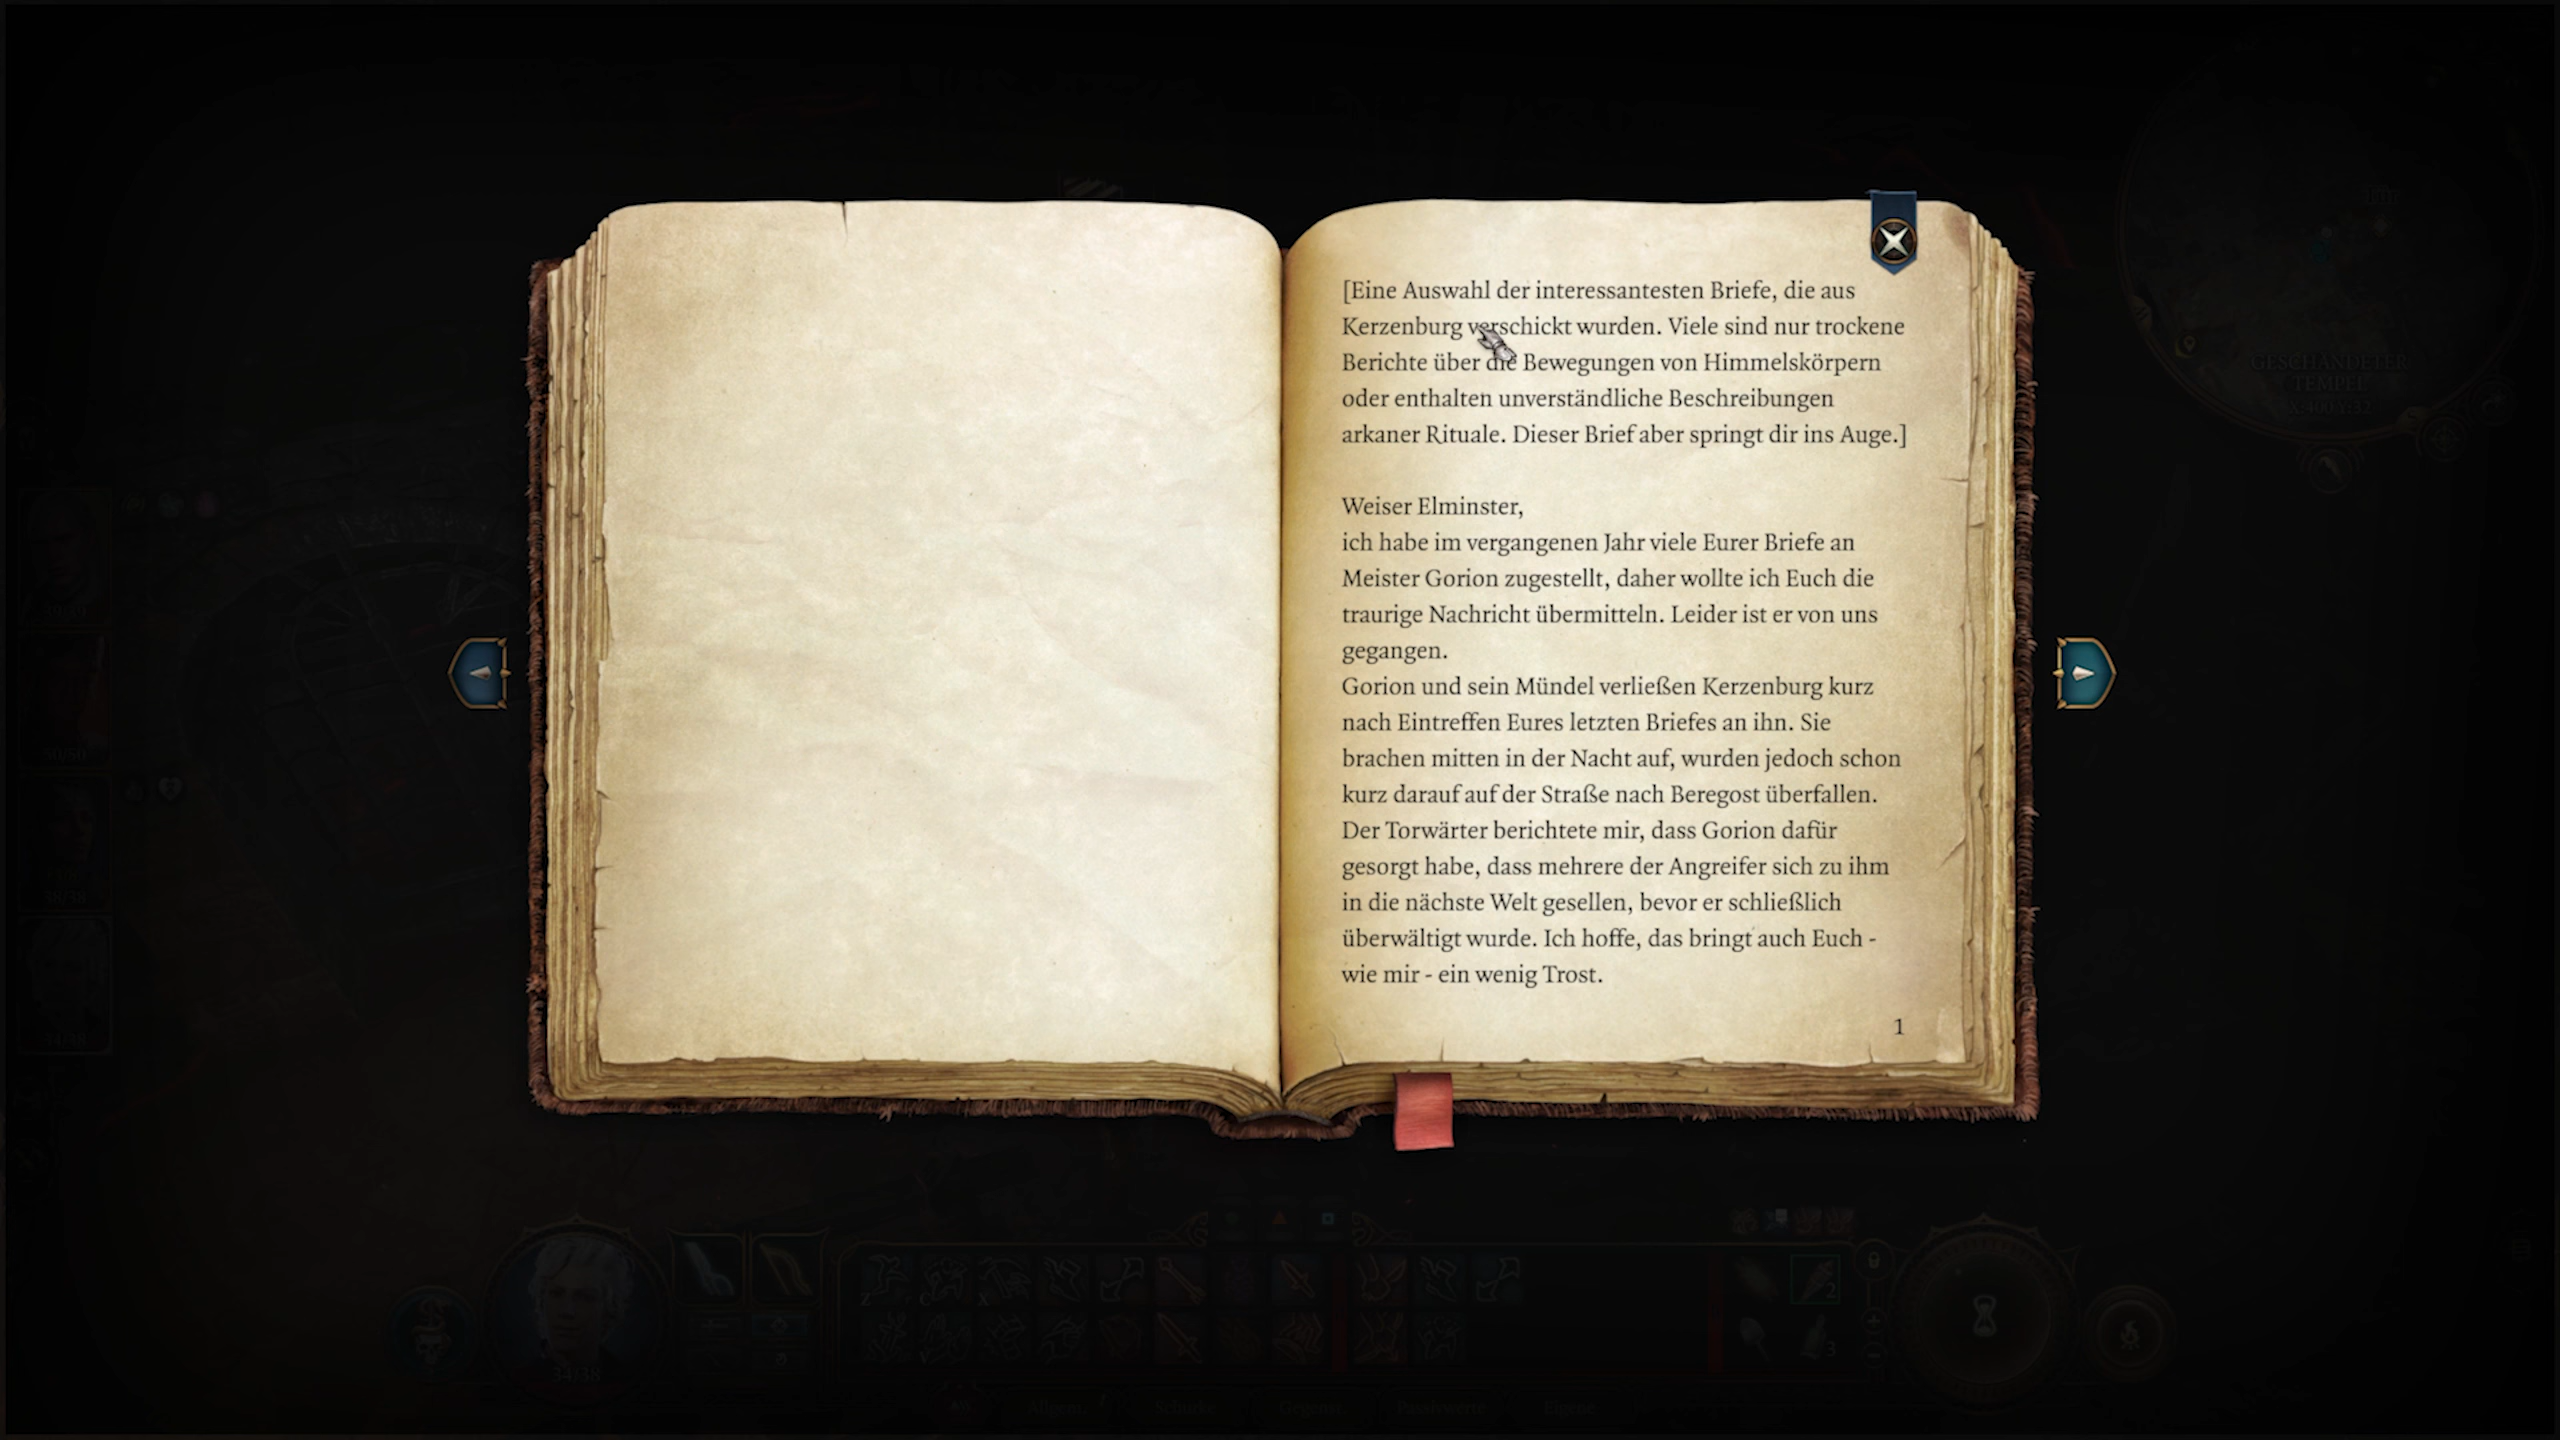 [Eine Auswahl der interessantesten Briefe, die aus
Kerzenburg verschickt wurden. Viele sind nur trockene
Berichte über die Bewegungen von Himmelskörpern
oder enthalten unverständliche Beschreibungen
arkaner Rituale. Dieser Brief aber springt dir ins Auge.]
Weiser Elminster,
ich habe im vergangenen Jahr viele Eurer Briefe an
Meister Gorion zugestellt, daher wollte ich Euch die
traurige Nachricht übermitteln. Leider ist er von uns
gegangen.
Gorion und sein Mündel verließen Kerzenburg kurz
nach Eintreffen Eures letzten Briefes an ihn. Sie
brachen mitten in der Nacht auf, wurden jedoch schon
kurz darauf auf der Straße nach Beregost überfallen.
Der Torwärter berichtete mir, dass Gorion dafür
gesorgt habe, dass mehrere der Angreifer sich zu ihm
in die nächste Welt gesellen, bevor er schließlich
überwältigt wurde. Ich hoffe, das bringt auch Euch -
wie mir - ein wenig Trost.
1
GESCHÄNDETER
TEMPEL
34/38